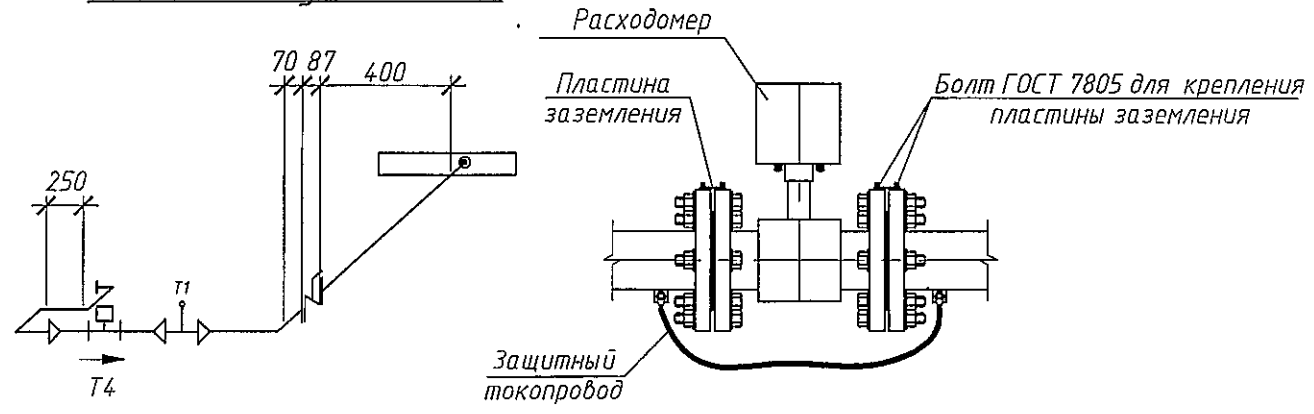 Расходомер
70 87
400
Пластина
заземления
Болт ГОСТ 7805 для крепления
пластины заземления
250
T1
T4
Защитный
токопровод